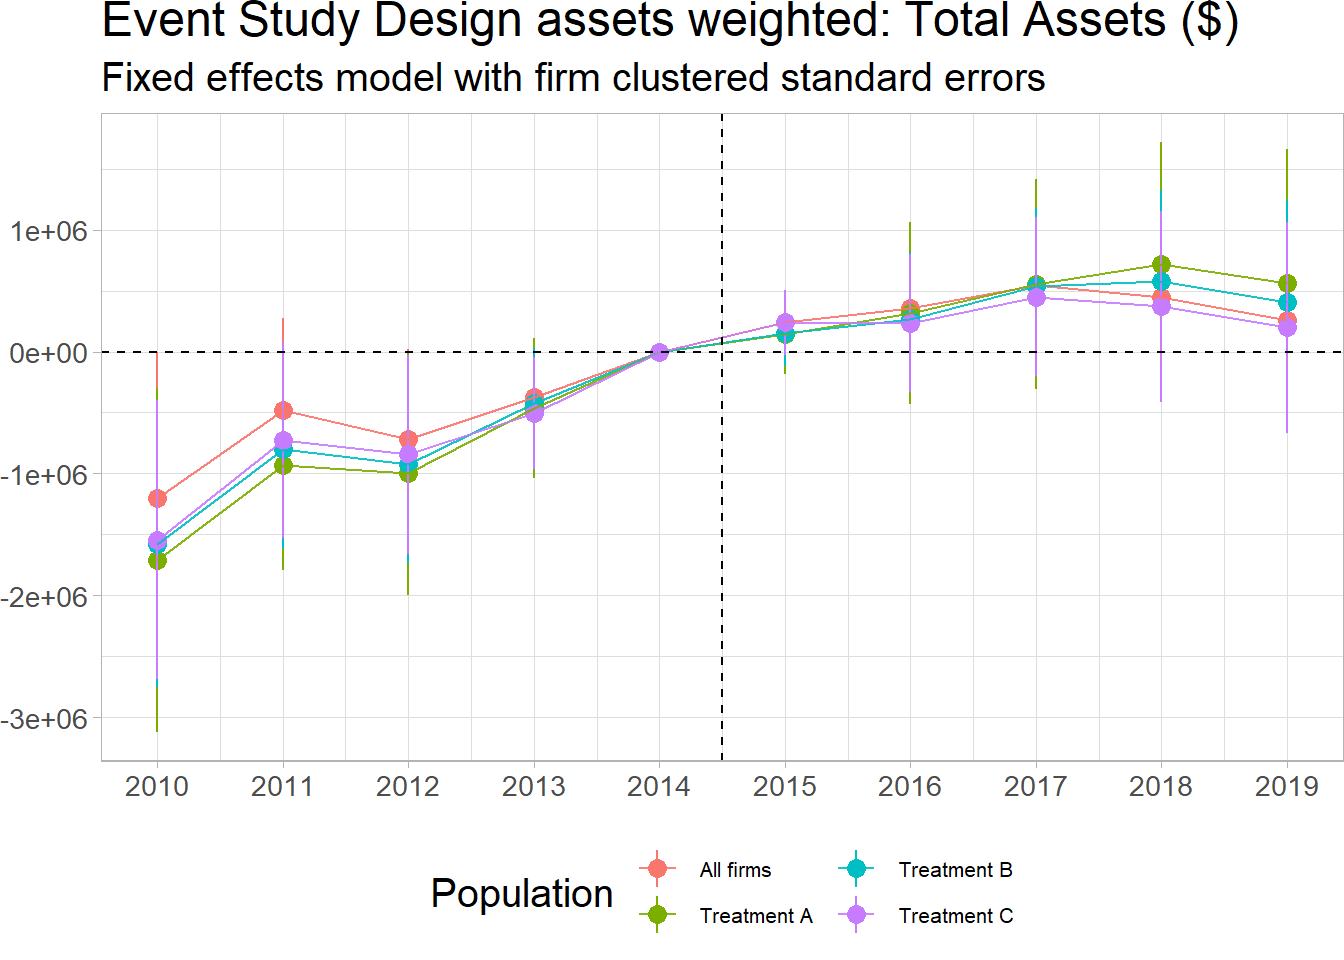 Event Study Design assets weighted: Total Assets ($)
Fixed effects model with firm clustered standard errors
1e+06
0e+00
-1e+06
-2e+06
-3e+06
2010 2011 2012 2013 2014 2015 2016 2017 2018 2019
Population
All firms
Treatment A
Treatment B
Treatment C